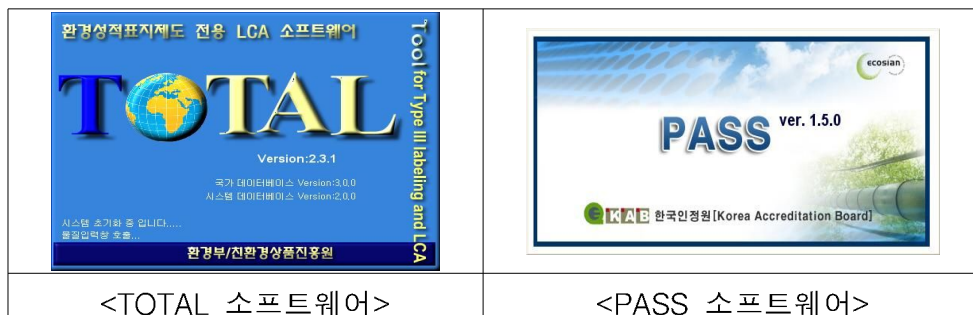 환경성적표지제도 전용 LCA 소프트웨어
TOTAL
Tool for Type III labeling and LCA
Version:2.3.1
국가 데이터베이스 Version:3.0.0
시스템 데이터베이스 Version:2.0.0
시스템 초기화 중 입니다.....
물질입력창 호출...
환경부/친환경상품진흥원
ecosian
PASS ver. 1.5.0
KAB 한국인정원[Korea Accreditation Board]
<TOTAL 소프트웨어>
<PASS 소프트웨어>